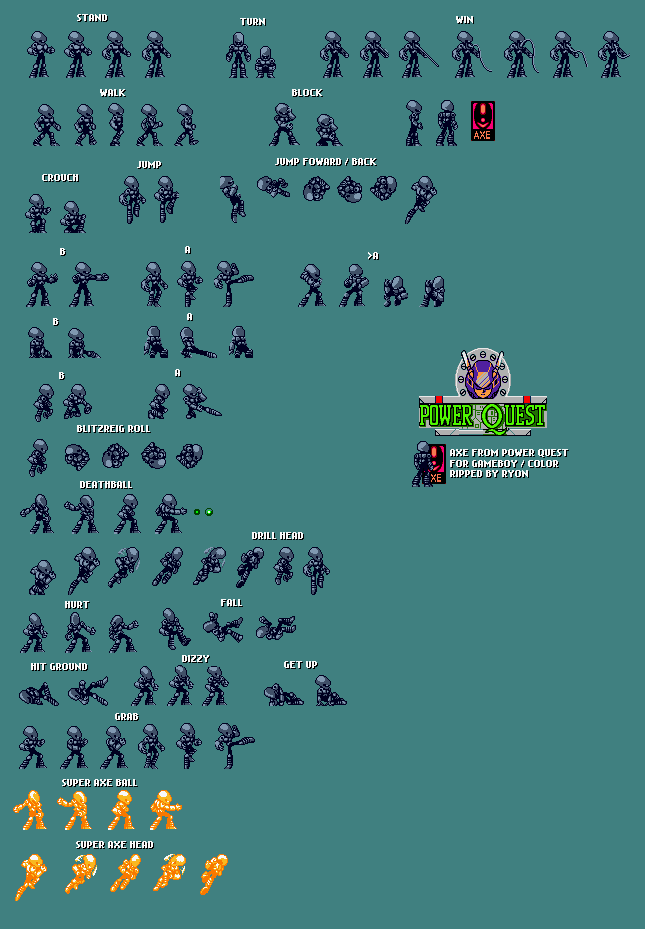 STAND
TURN
WIN
WALK
BLOCK
AXE
CROUCH
JUMP
JUMP FOWARD / BACK
B
A
>A
B
A
B
A
POWER QUEST
BLITZREIG ROLL
AXE FROM POWER QUEST
FOR GAMEBOY / COLOR
RIPPED BY RYON
XE
DEATHBALL
DRILL HEAD
HURT
FALL
HIT GROUND
DIZZY
GET UP
GRAB
SUPER AXE BALL
SUPER AXE HEAD